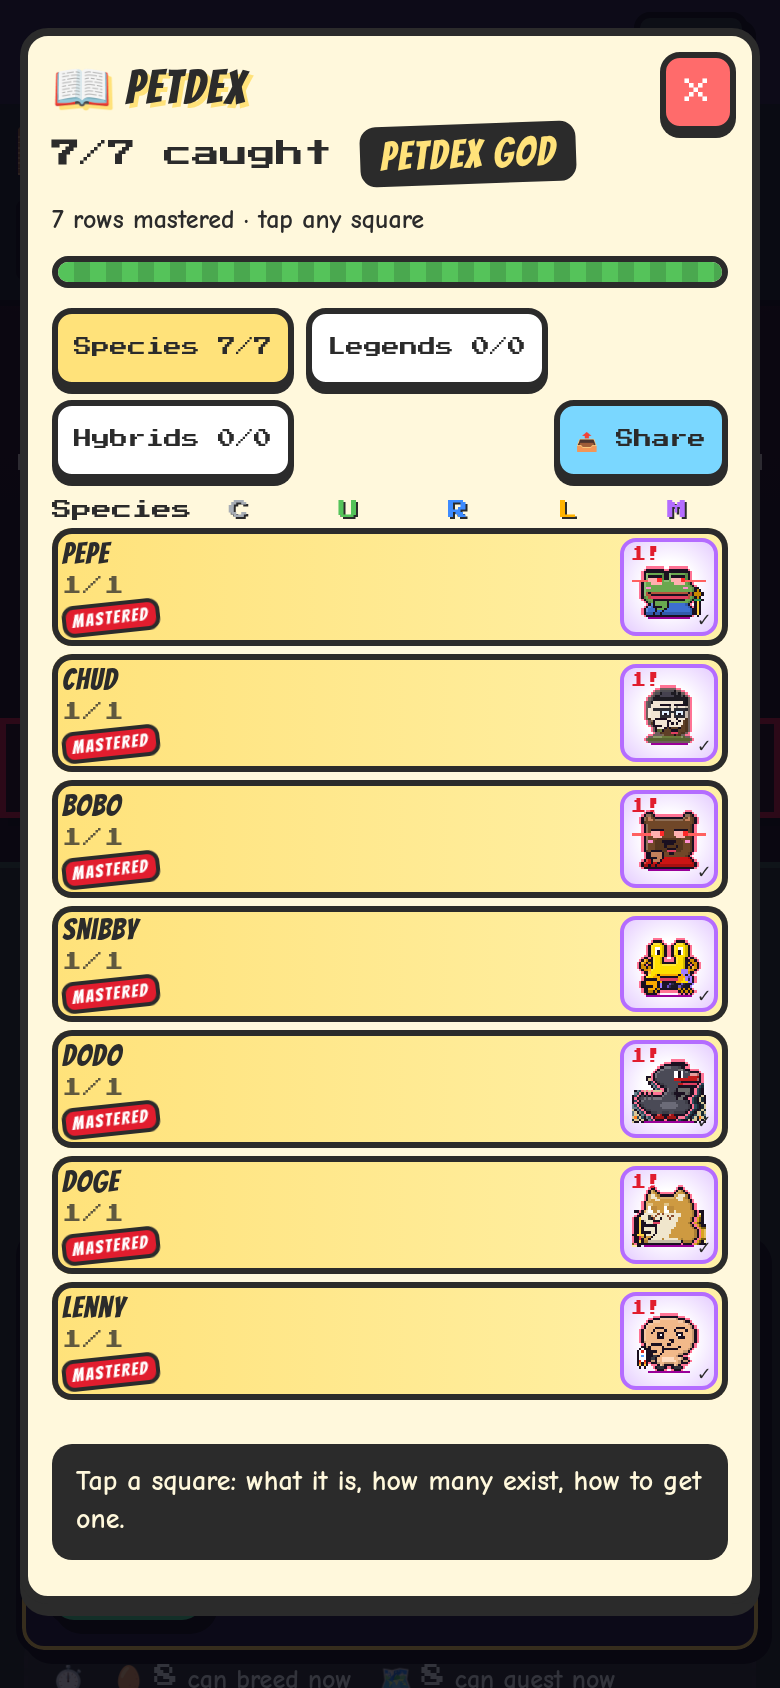 📖 PETDEX
X
7/7 caught PETDEX GOD
7 rows mastered · tap any square
Species 7/7
Legends 0/0
Hybrids 0/0
📤 Share
Species C U R L M
PEPE
1/1
MASTERED
1!
✓
CHUD
1/1
MASTERED
1!
✓
BOBO
1/1
MASTERED
1!
✓
SNIBBY
1/1
MASTERED
✓
DODO
1/1
MASTERED
1!
✓
DOGE
1/1
MASTERED
1!
✓
LENNY
1/1
MASTERED
1!
✓
Tap a square: what it is, how many exist, how to get
one.
⏱ 🥚 8 can breed now 🗺 8 can quest now